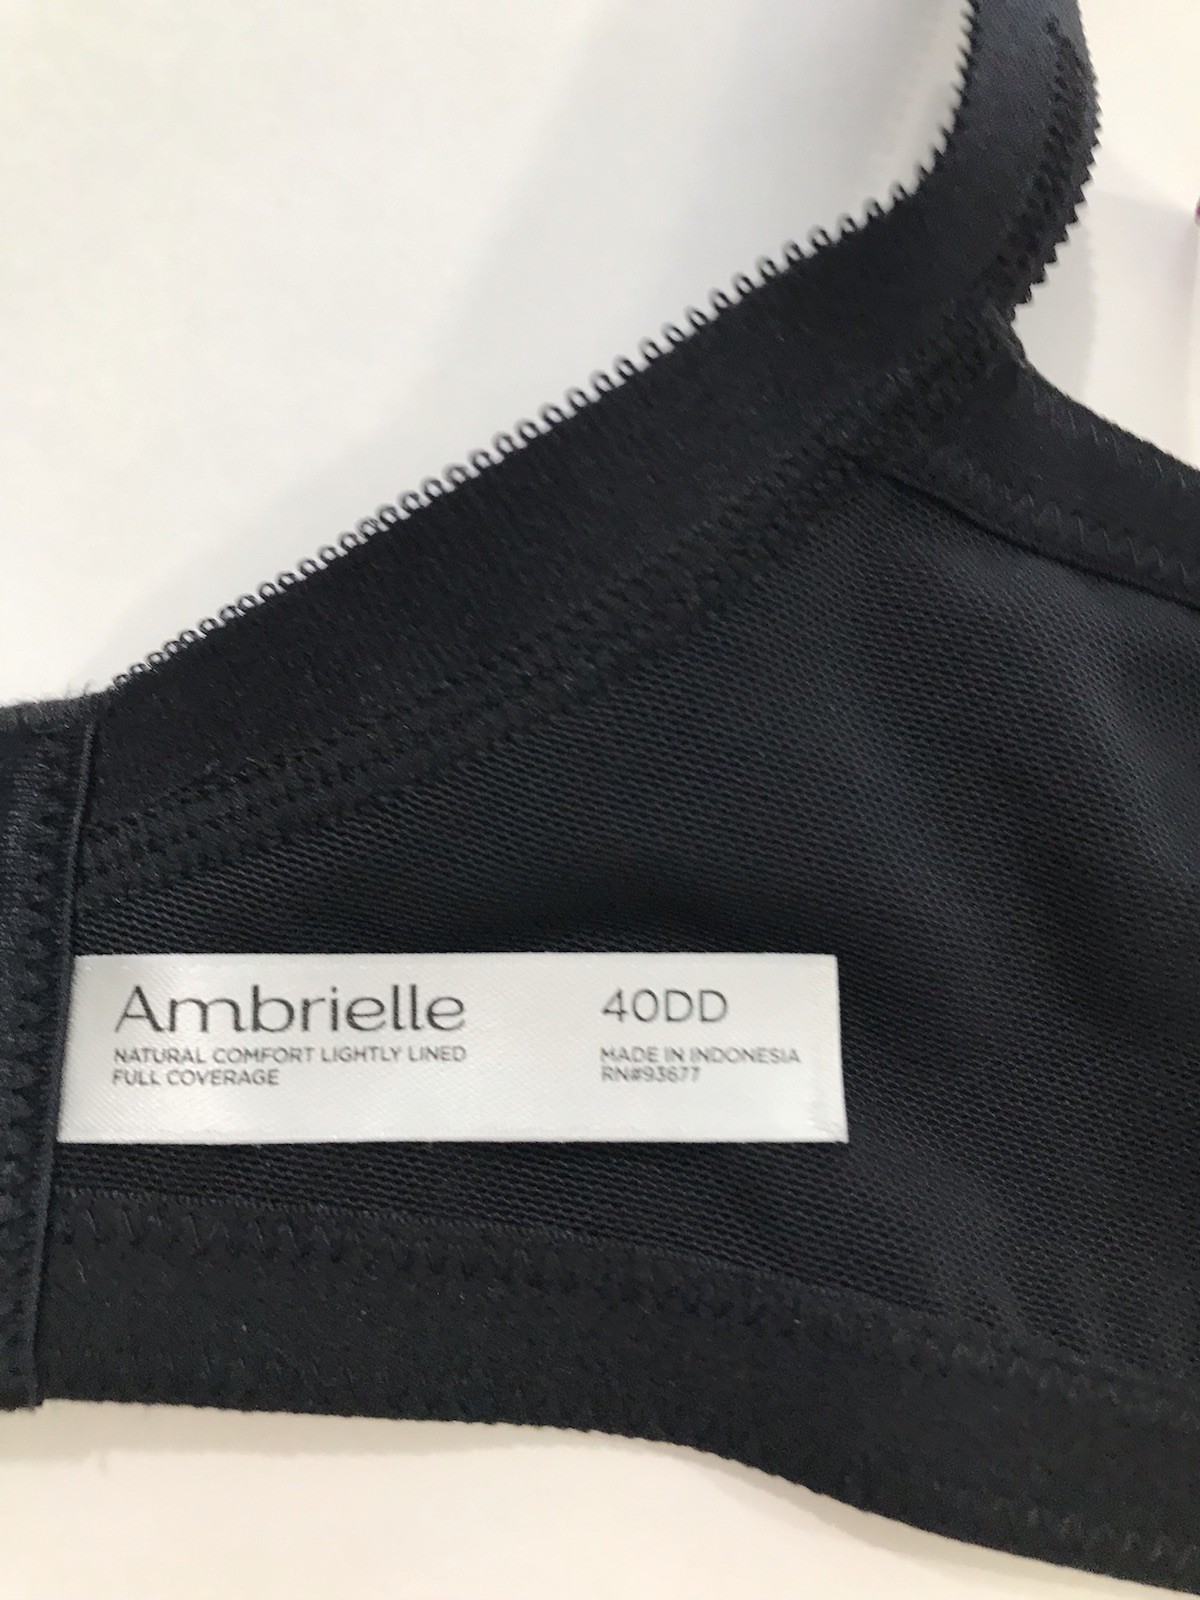 Ambrielle
NATURAL COMFORT LIGHTLY LINED
FULL COVERAGE
40DD
MADE IN INDONESIA
RN#93677